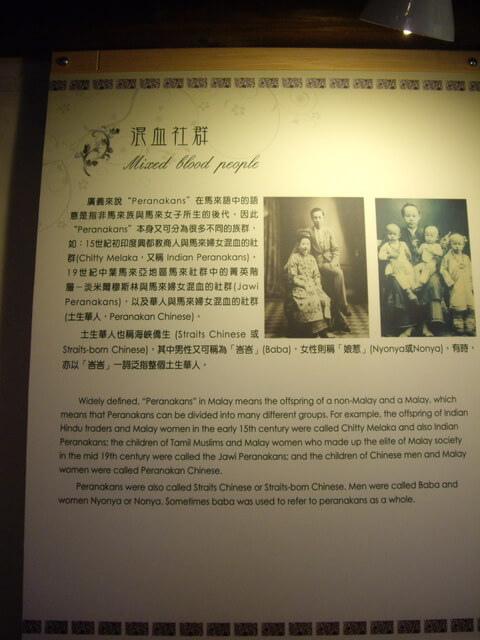 混血社群
Mixed blood people
廣義來說 “Peranakans” 在馬來語中的語
意是指非馬來族與馬來女子所生的後代，因此
“Peranakans” 本身又可分為很多不同的族群，
如：15世紀初印度興都教商人與馬來婦女混血的社
群(Chitty Melaka，又稱 Indian Peranakans)，
19世紀中葉馬來亞地區馬來社群中的菁英階
層－淡米爾穆斯林與馬來婦女混血的社群(Jawi
Peranakans)，以及華人與馬來婦女混血的社群
(土生華人，Peranakan Chinese)。
土生華人也稱海峽僑生 (Straits Chinese 或
Straits-born Chinese)，其中男性又可稱為「峇峇」(Baba)，女性則稱「娘惹」(Nyonya或Nonya)。有時，
亦以「峇峇」一詞泛指整個土生華人。
Widely defined, “Peranakans” in Malay means the offspring of a non-Malay and a Malay, which
means that Peranakans can be divided into many different groups. For example, the offspring of Indian
Hindu traders and Malay women in the early 15th century were called Chitty Melaka and also Indian
Peranakans; the children of Tamil Muslims and Malay women who made up the elite of Malay society
in the mid 19th century were called the Jawi Peranakans; and the children of Chinese men and Malay
women were called Peranakan Chinese.
Peranakans were also called Straits Chinese or Straits-born Chinese. Men were called Baba and
women Nyonya or Nonya. Sometimes baba was used to refer to peranakans as a whole.